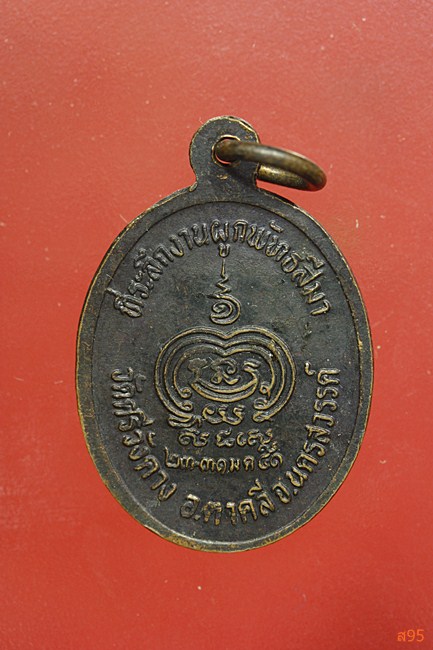 ที่ระลึกงานผูกพัทธสีมา
๒๓-๓๑ ม ค ๕๑
วัดศรีวังคาง อ.ตาคลี จ.นครสวรรค์
ส95